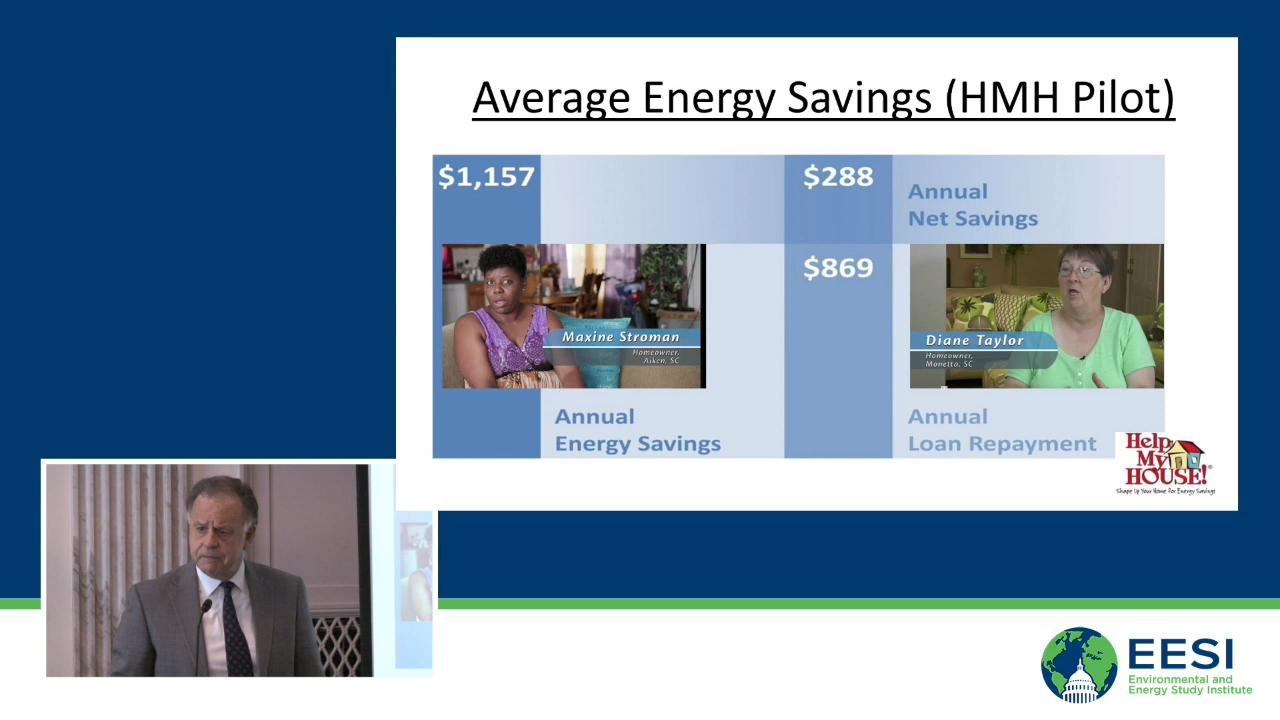 Average Energy Savings (HMH Pilot)
$1,157
$288
Annual
Net Savings
$869
Maxine Stroman
Homeowner,
Aiken, SC
Diane Taylor
Homeowner,
Monetta, SC
Annual
Energy Savings
Annual
Loan Repayment
Help
My
HOUSE!®
Shape Up Your Home For Energy Savings
EESI
Environmental and
Energy Study Institute